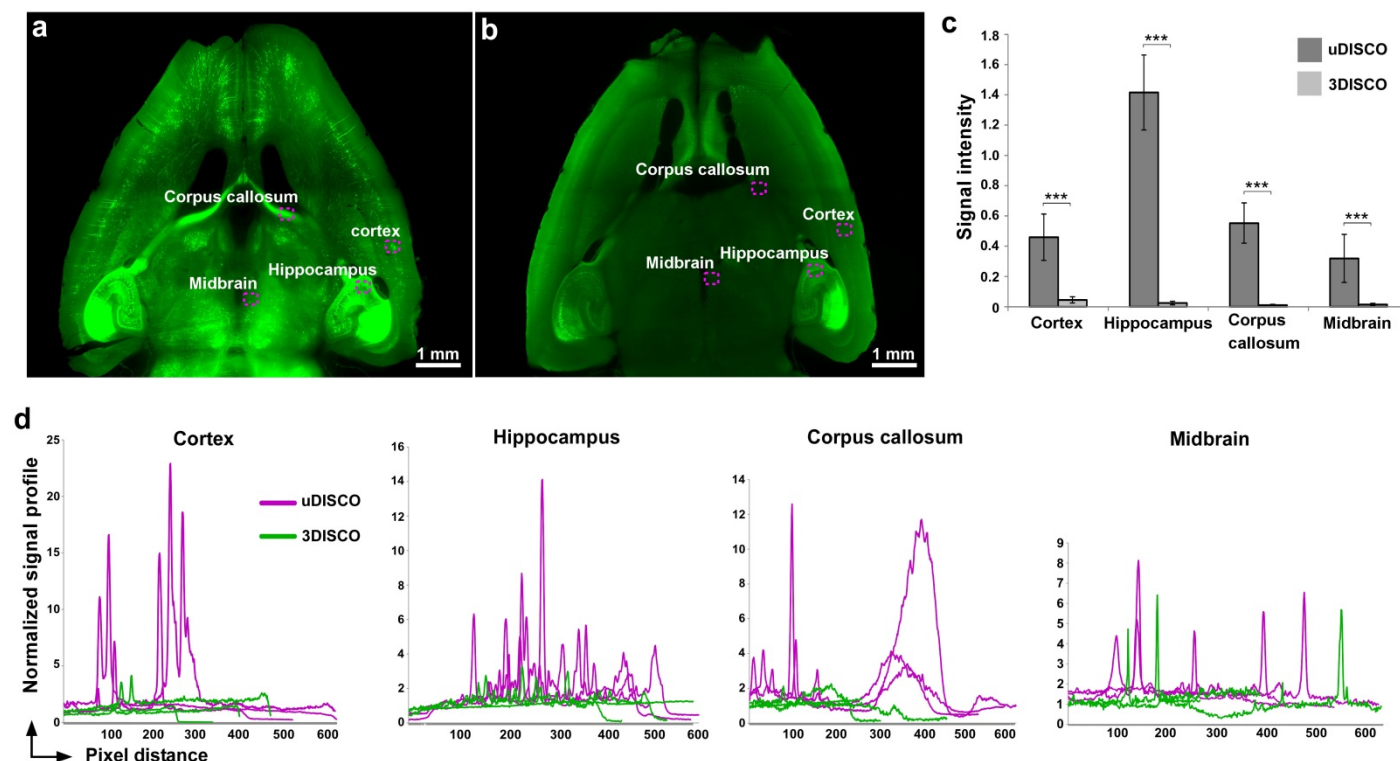 a
Corpus callosum
cortex
Hippocampus
Midbrain
1 mm
b
Corpus callosum
Cortex
Hippocampus
Midbrain
1 mm
c
Signal intensity
1.8
1.6
1.4
1.2
1.0
0.8
0.6
0.4
0.2
0
***
***
***
***
uDISCO
3DISCO
Cortex
Hippocampus
Corpus
callosum
Midbrain
d
Normalized signal profile
Pixel distance
Cortex
25
20
15
10
5
0
uDISCO
3DISCO
100 200 300 400 500 600
Hippocampus
16
14
12
10
8
6
4
2
0
100 200 300 400 500 600
Corpus callosum
14
12
10
8
6
4
2
0
100 200 300 400 500 600
Midbrain
9
8
7
6
5
4
3
2
1
0
100 200 300 400 500 600